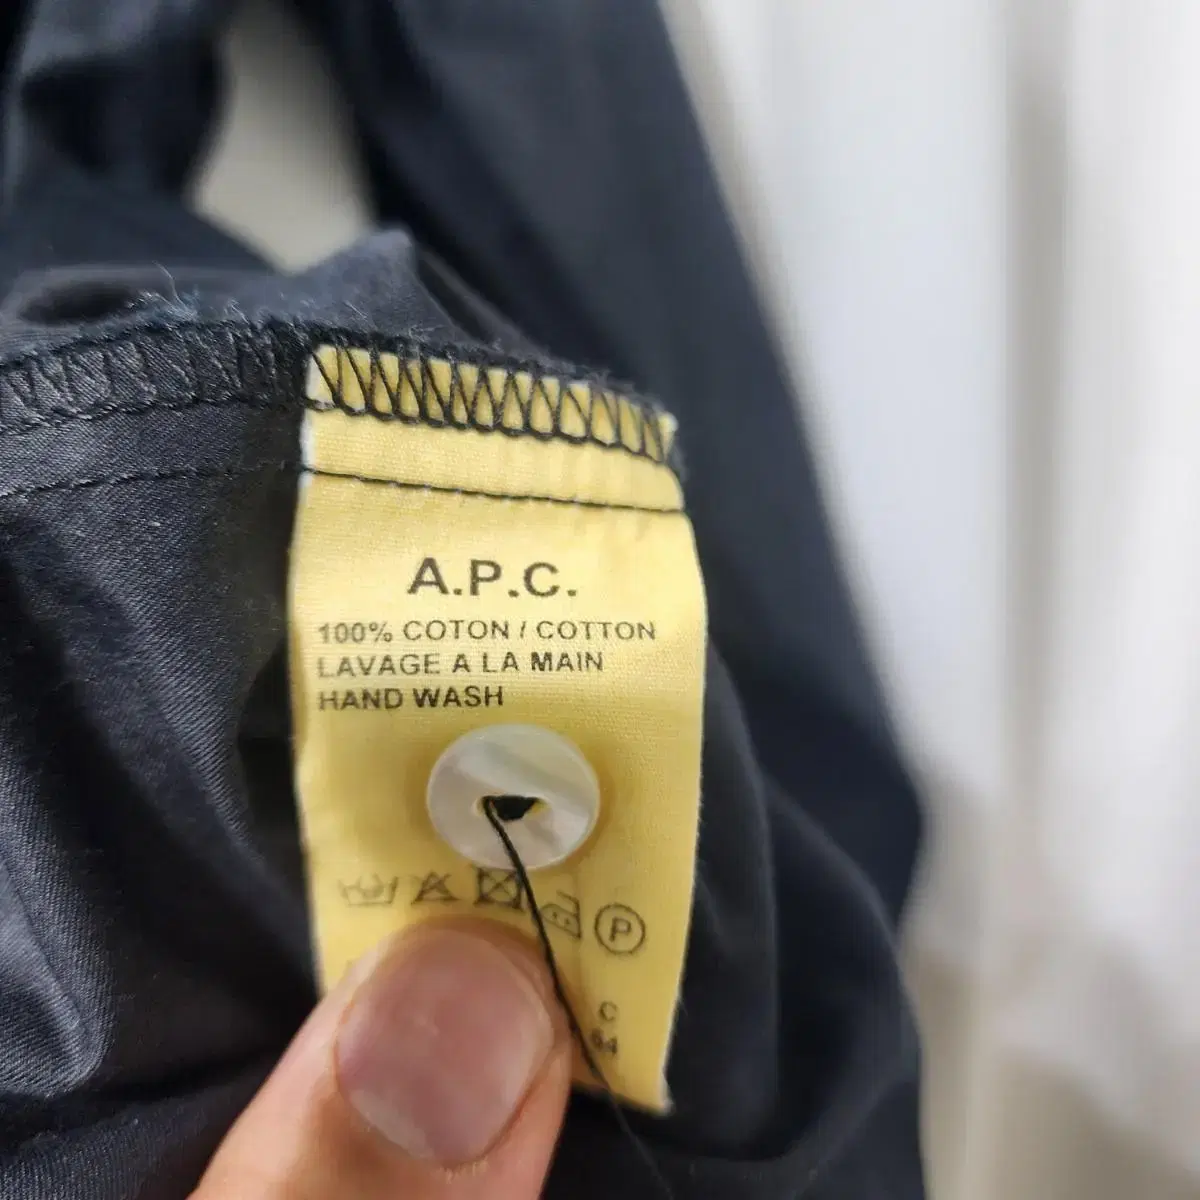 A.P.C.
100% COTON / COTTON
LAVAGE A LA MAIN
HAND WASH
P
C